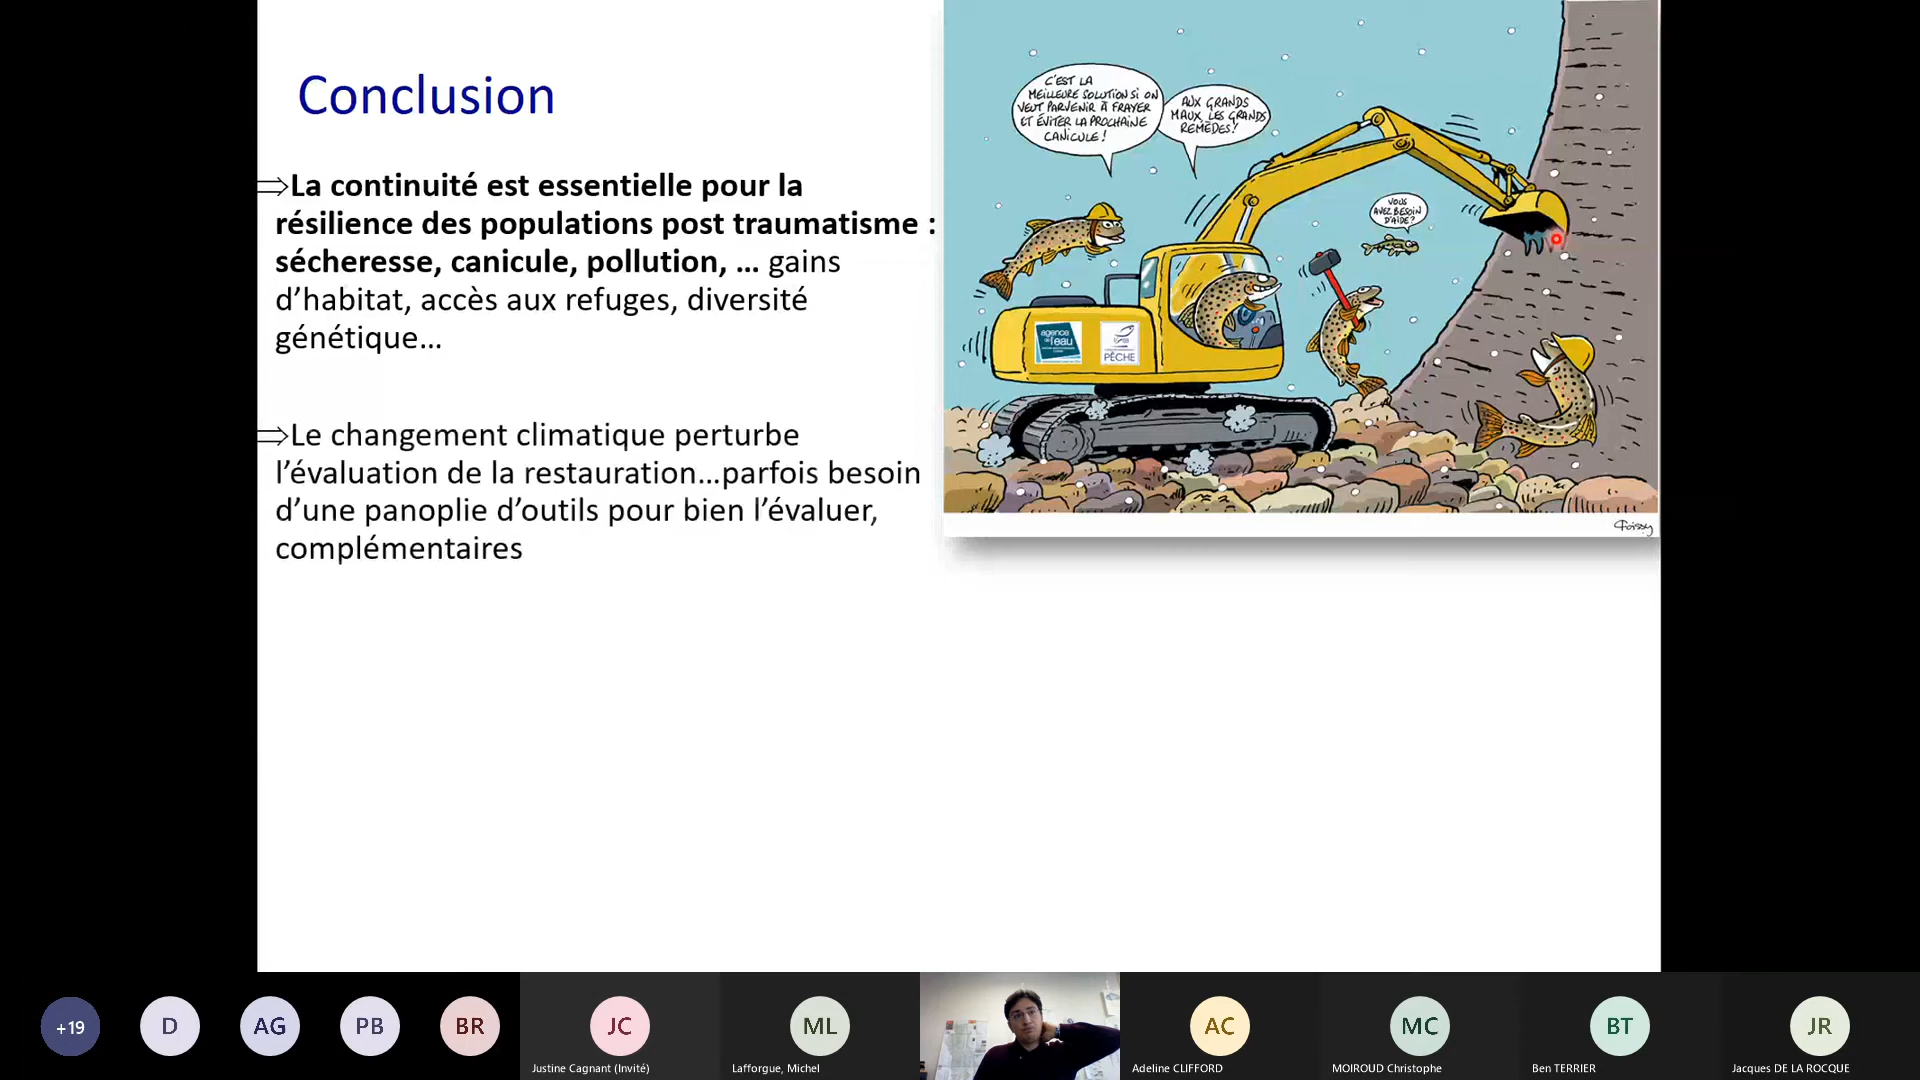 Conclusion
⇒La continuité est essentielle pour la
résilience des populations post traumatisme :
sécheresse, canicule, pollution, … gains
d’habitat, accès aux refuges, diversité
génétique…
⇒Le changement climatique perturbe
l’évaluation de la restauration…parfois besoin
d’une panoplie d’outils pour bien l’évaluer,
complémentaires
C'EST LA
MEILLEURE SOLUTION SI ON
VEUT PARVENIR À FRAYER
ET ÉVITER LA PROCHAINE
CANICULE !
AUX GRANDS
MAUX, LES GRANDS
REMÈDES!
VOUS
AVEZ BESOIN
D'AIDE ?
agence
de l'eau
PÊCHE
+19
D
AG
PB
BR
JC
Justine Cagnant (Invité)
ML
Lafforgue, Michel
AC
Adeline CLIFFORD
MC
MOIROUD Christophe
BT
Ben TERRIER
JR
Jacques DE LA ROCQUE